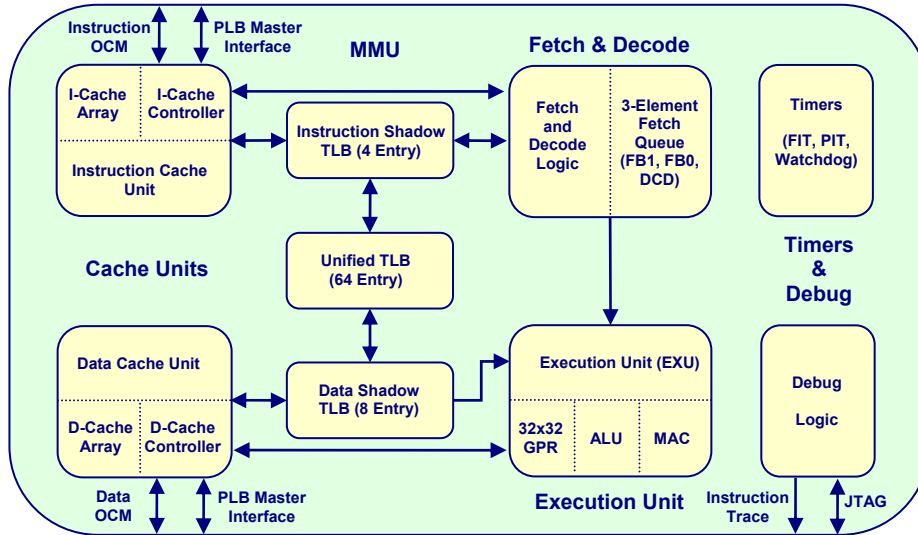 Instruction
OCM
PLB Master
Interface
MMU
Fetch & Decode
I-Cache
Array
I-Cache
Controller
Instruction Cache
Unit
Instruction Shadow
TLB (4 Entry)
Fetch
and
Decode
Logic
3-Element
Fetch
Queue
(FB1, FB0,
DCD)
Timers
(FIT, PIT,
Watchdog)
Cache Units
Unified TLB
(64 Entry)
Timers
&
Debug
Data Cache Unit
D-Cache
Array
D-Cache
Controller
Data Shadow
TLB (8 Entry)
Execution Unit (EXU)
32x32
GPR
ALU
MAC
Debug
Logic
Data
OCM
PLB Master
Interface
Execution Unit
Instruction
Trace
JTAG